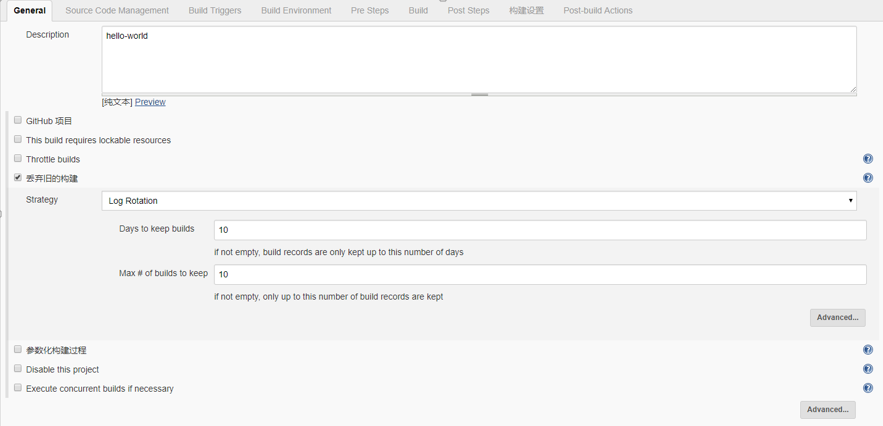 General Source Code Management Build Triggers Build Environment Pre Steps Build Post Steps 构建设置 Post-build Actions
Description hello-world
[纯文本] Preview
GitHub 项目
This build requires lockable resources
Throttle builds
丢弃旧的构建
Strategy Log Rotation
Days to keep builds 10
if not empty, build records are only kept up to this number of days
Max # of builds to keep 10
if not empty, only up to this number of build records are kept
Advanced...
参数化构建过程
Disable this project
Execute concurrent builds if necessary
Advanced...